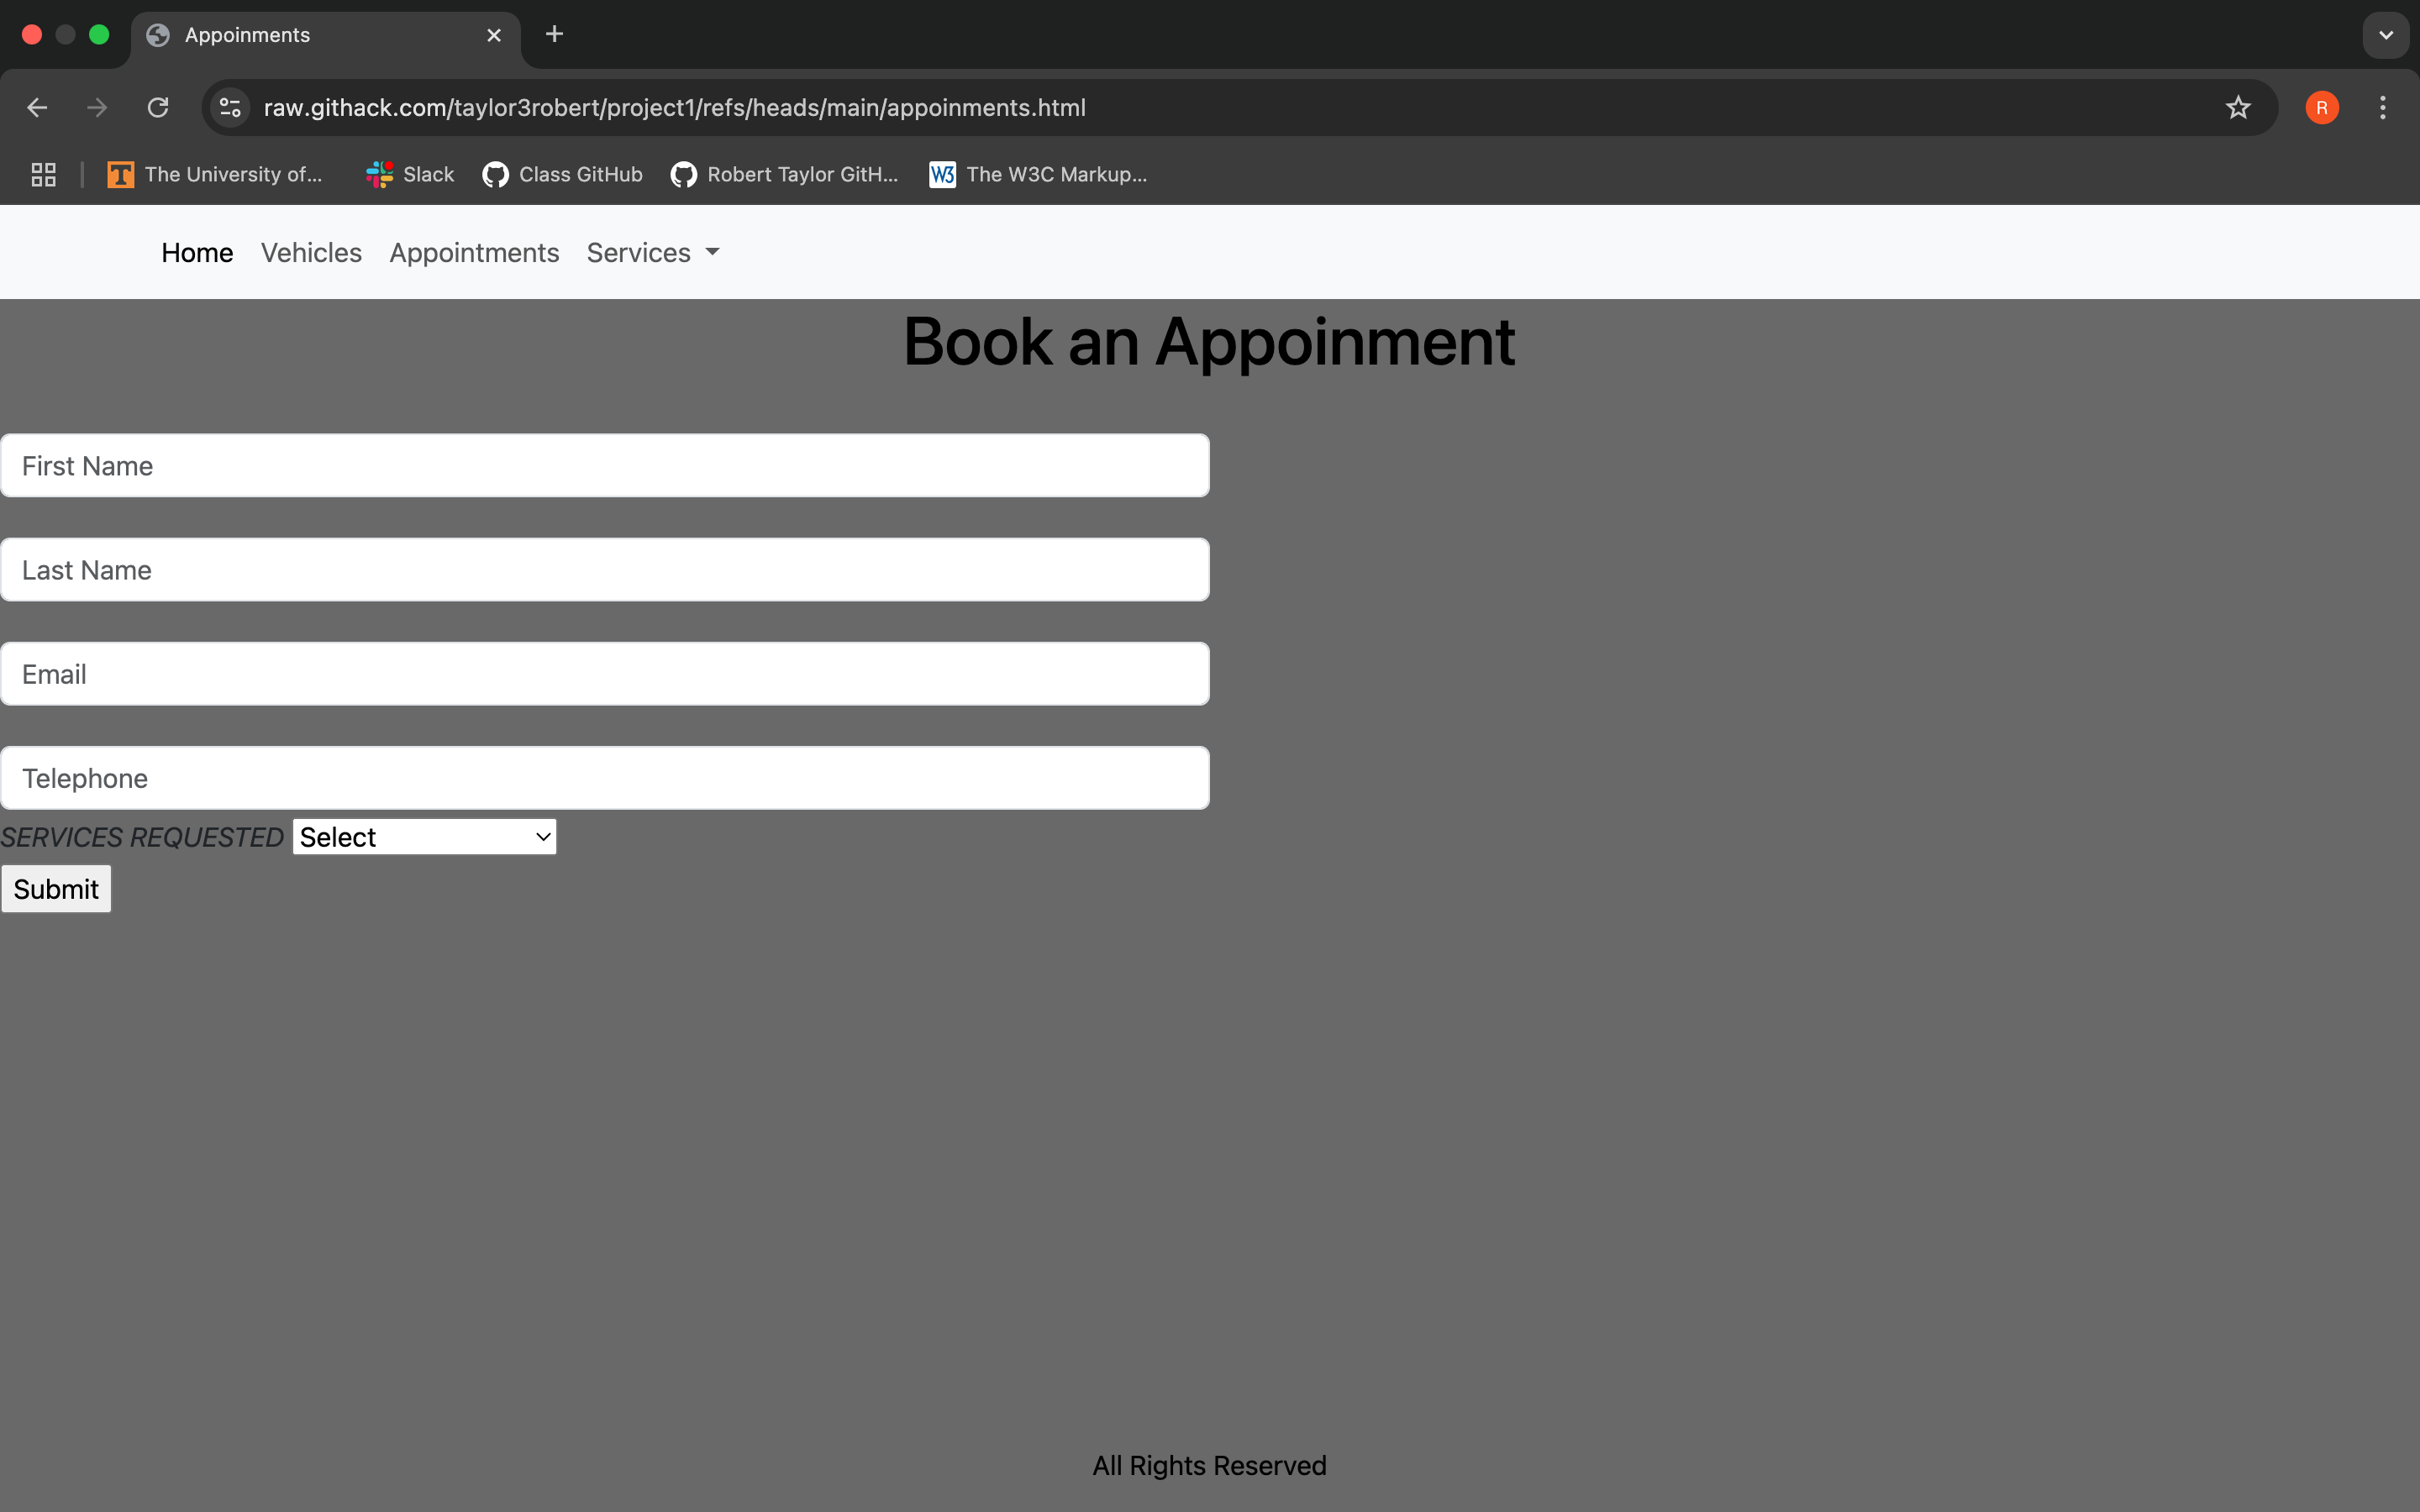 Appoinments
raw.githack.com/taylor3robert/project1/refs/heads/main/appoinments.html
R
The University of...
Slack
Class GitHub
Robert Taylor GitH...
W3
The W3C Markup...
Home Vehicles Appointments Services
Book an Appoinment
First Name
Last Name
Email
Telephone
SERVICES REQUESTED Select
Submit
All Rights Reserved